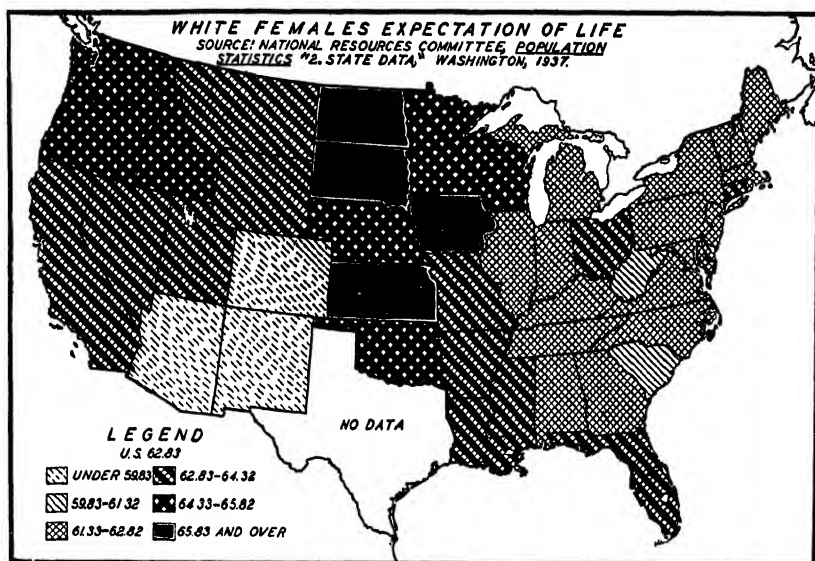 WHITE FEMALES EXPECTATION OF LIFE
SOURCE: NATIONAL RESOURCES COMMITTEE, POPULATION
STATISTICS "2. STATE DATA," WASHINGTON, 1937.
NO DATA
LEGEND
U.S. 62.83
UNDER 59.83
59.83-61.32
61.33-62.82
62.83-64.32
64.33-65.82
65.83 AND OVER